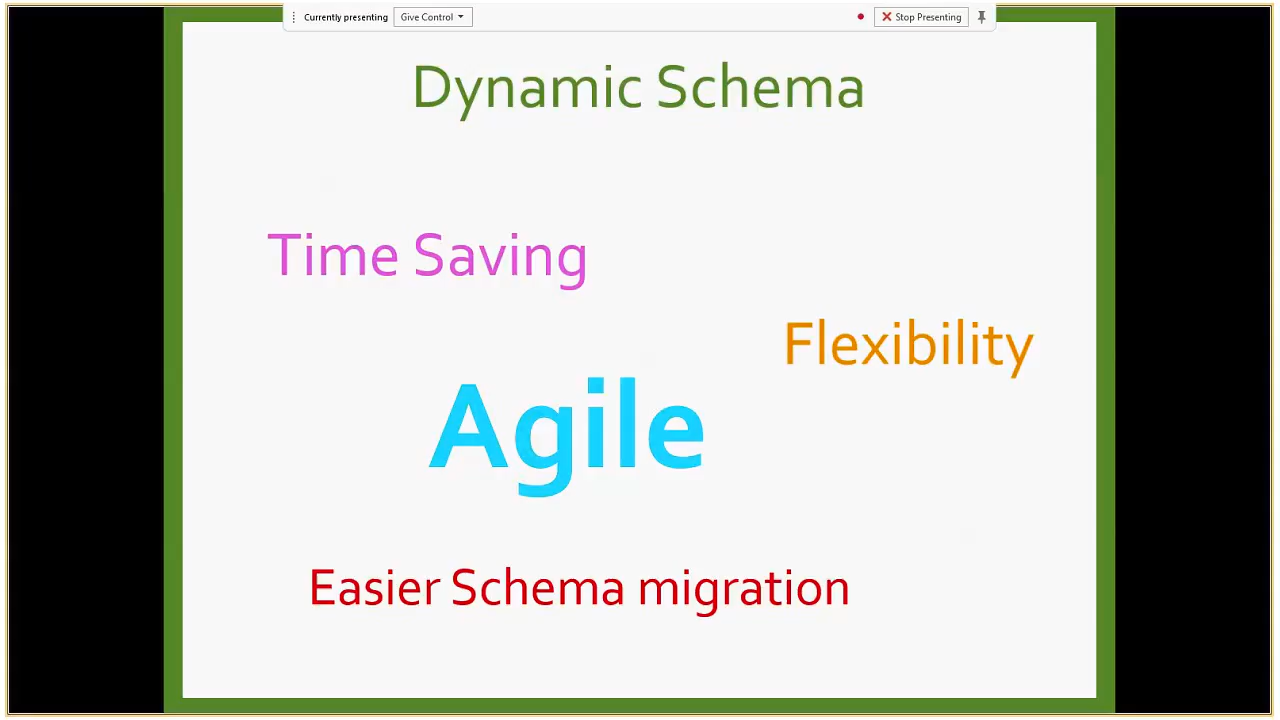 Currently presenting Give Control Stop Presenting
Dynamic Schema
Time Saving
Flexibility
Agile
Easier Schema migration